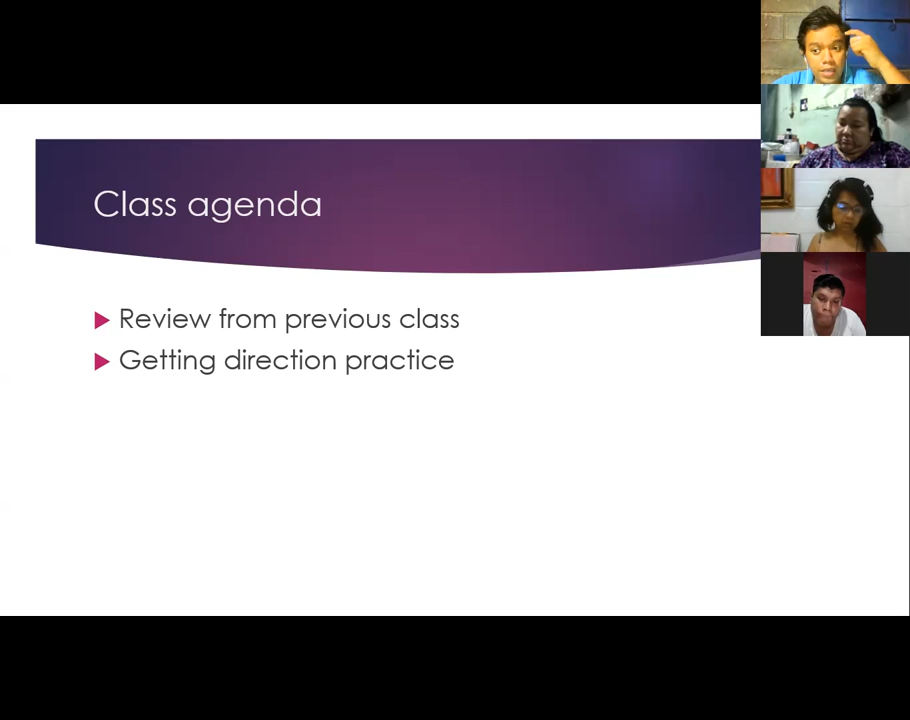 Class agenda
Review from previous class
Getting direction practice